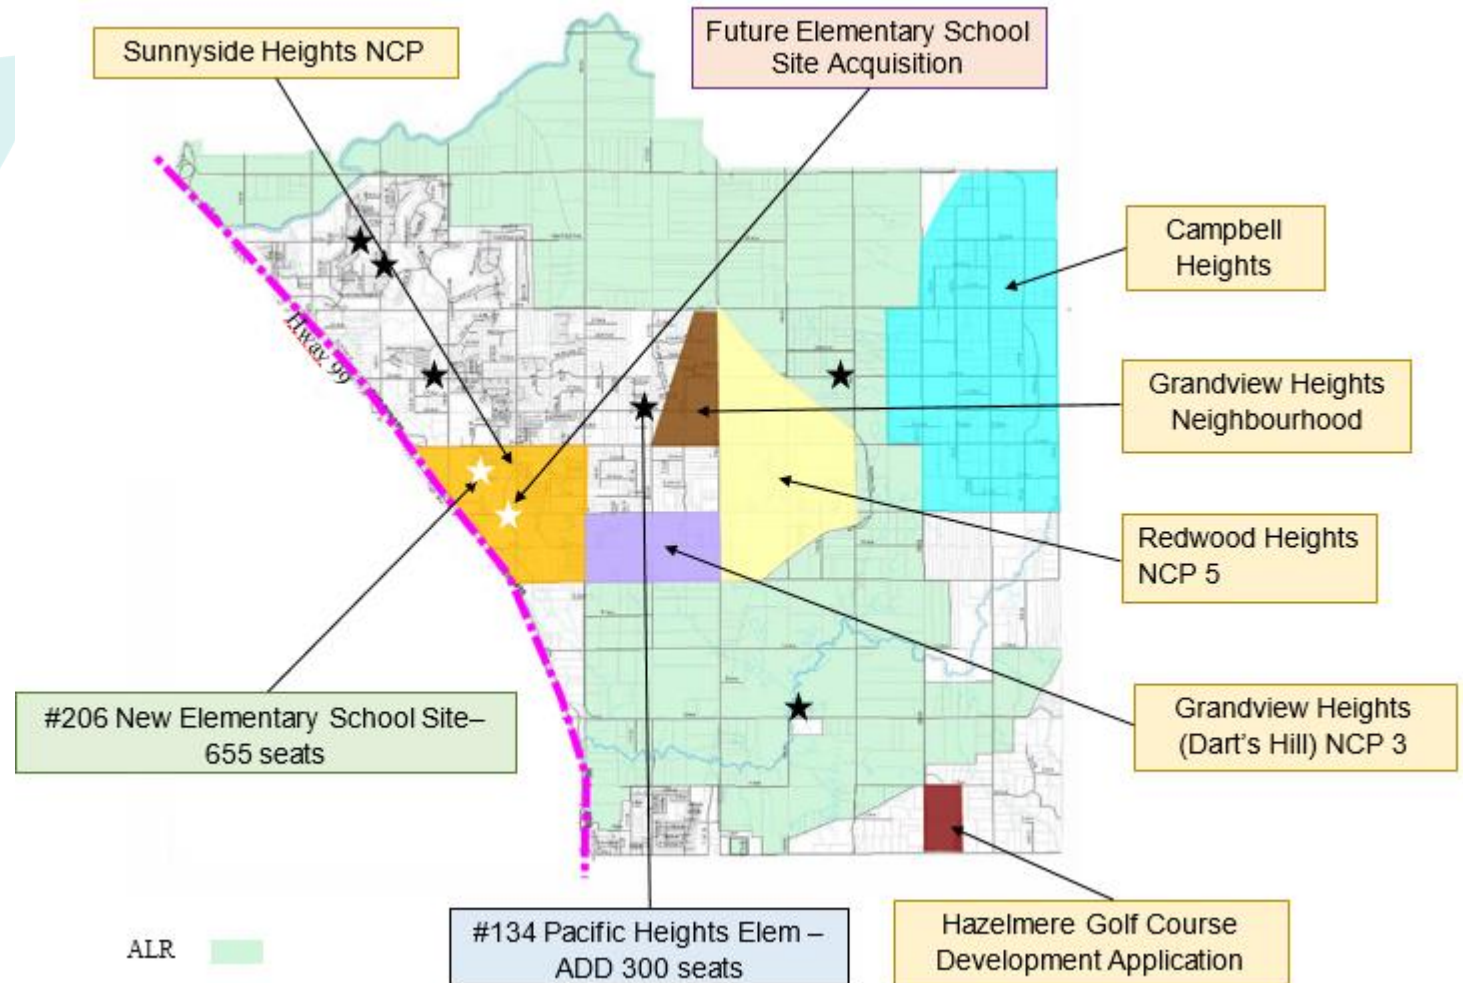 Sunnyside Heights NCP
Future Elementary School
Site Acquisition
Campbell
Heights
Hway 99
Grandview Heights
Neighbourhood
Redwood Heights
NCP 5
#206 New Elementary School Site–
655 seats
Grandview Heights
(Dart's Hill) NCP 3
#134 Pacific Heights Elem –
ADD 300 seats
Hazelmere Golf Course
Development Application
ALR